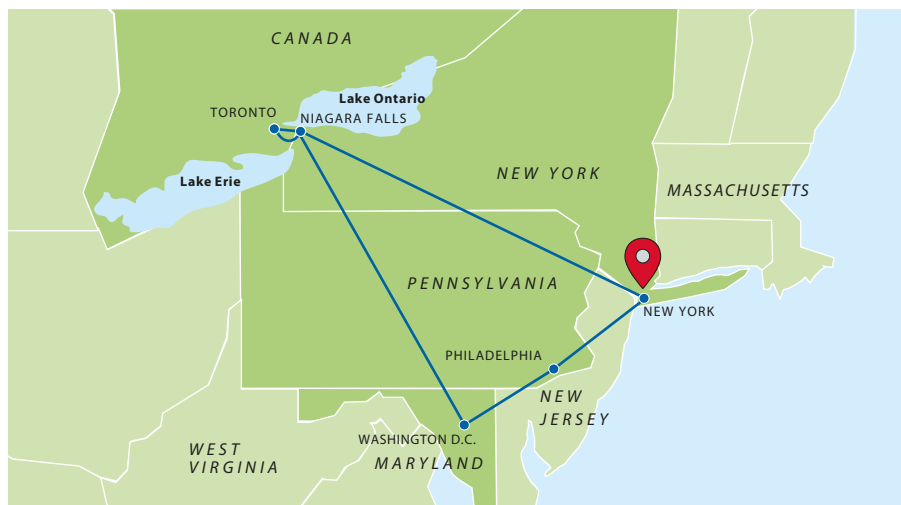 CANADA
Lake Ontario
TORONTO
NIAGARA FALLS
Lake Erie
NEW YORK
MASSACHUSETTS
PENNSYLVANIA
NEW YORK
PHILADELPHIA
NEW
JERSEY
WASHINGTON D.C.
WEST
VIRGINIA
MARYLAND